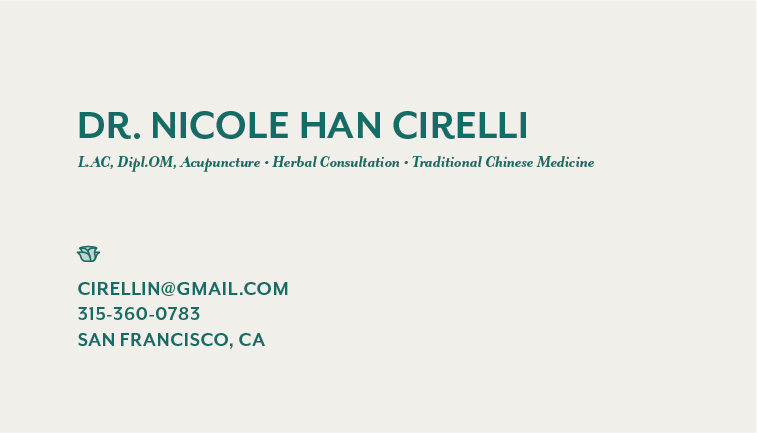 DR. NICOLE HAN CIRELLI
L.AC, Dipl.OM, Acupuncture • Herbal Consultation • Traditional Chinese Medicine
CIRELLIN@GMAIL.COM
315-360-0783
SAN FRANCISCO, CA